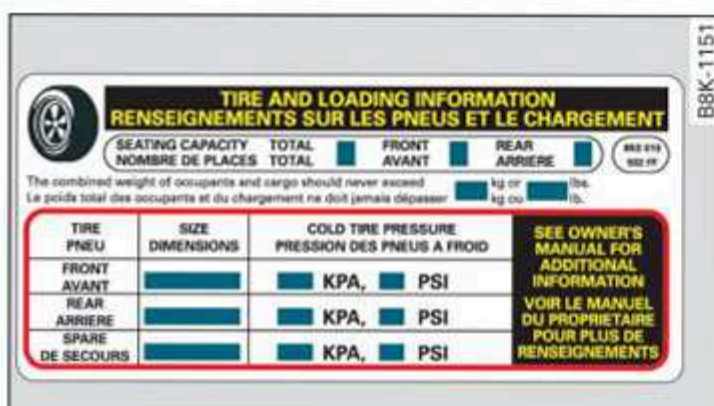 B8K-1151
TIRE AND LOADING INFORMATION
RENSEIGNEMENTS SUR LES PNEUS ET LE CHARGEMENT
SEATING CAPACITY TOTAL FRONT REAR
NOMBRE DE PLACES TOTAL AVANT ARRIERE
The combined weight of occupants and cargo should never exceed kg or lbs.
Le poids total des occupants et du chargement ne doit jamais dépasser kg ou lb.
TIRE SIZE COLD TIRE PRESSURE
PNEU DIMENSIONS PRESSION DES PNEUS A FROID
FRONT
AVANT KPA, PSI
REAR
ARRIERE KPA, PSI
SPARE
DE SECOURS KPA, PSI
SEE OWNER'S
MANUAL FOR
ADDITIONAL
INFORMATION
VOIR LE MANUEL
DU PROPRIETAIRE
POUR PLUS DE
RENSEIGNEMENTS